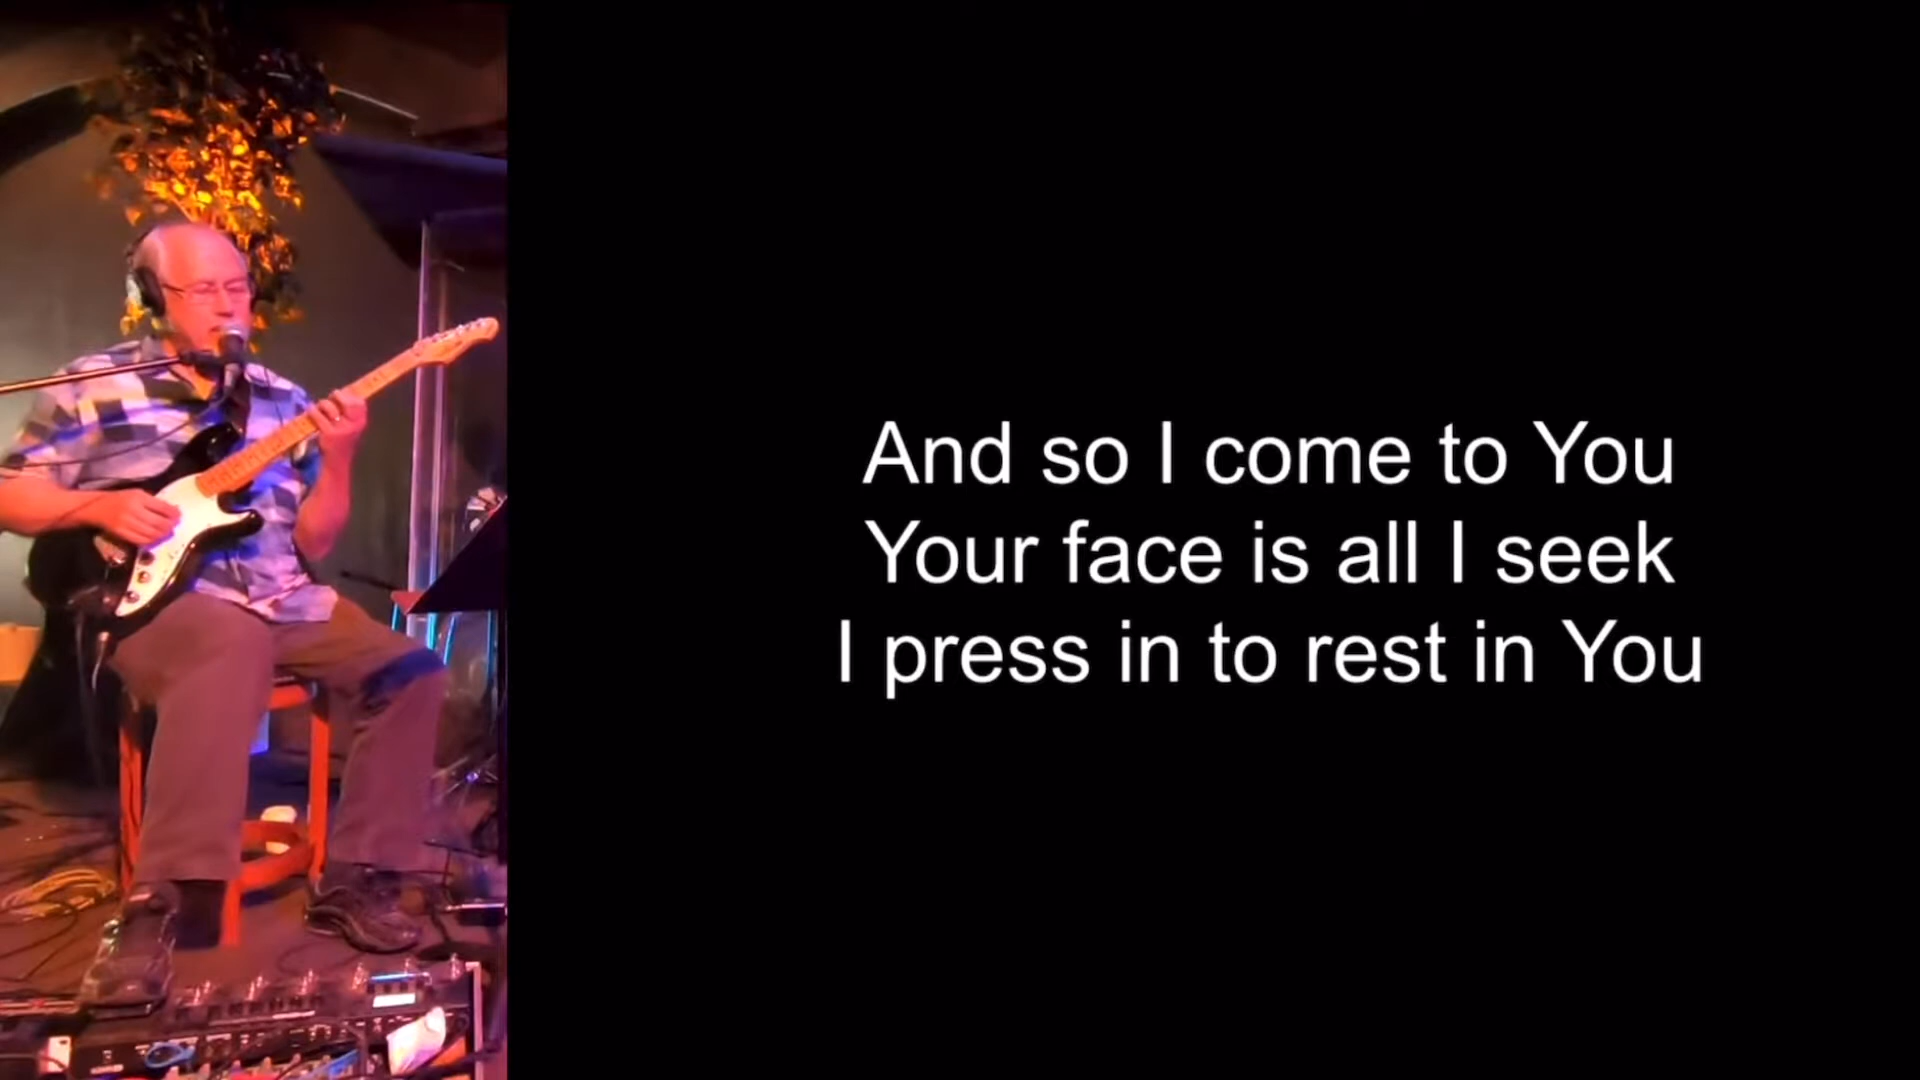 And so I come to You
Your face is all I seek
I press in to rest in You